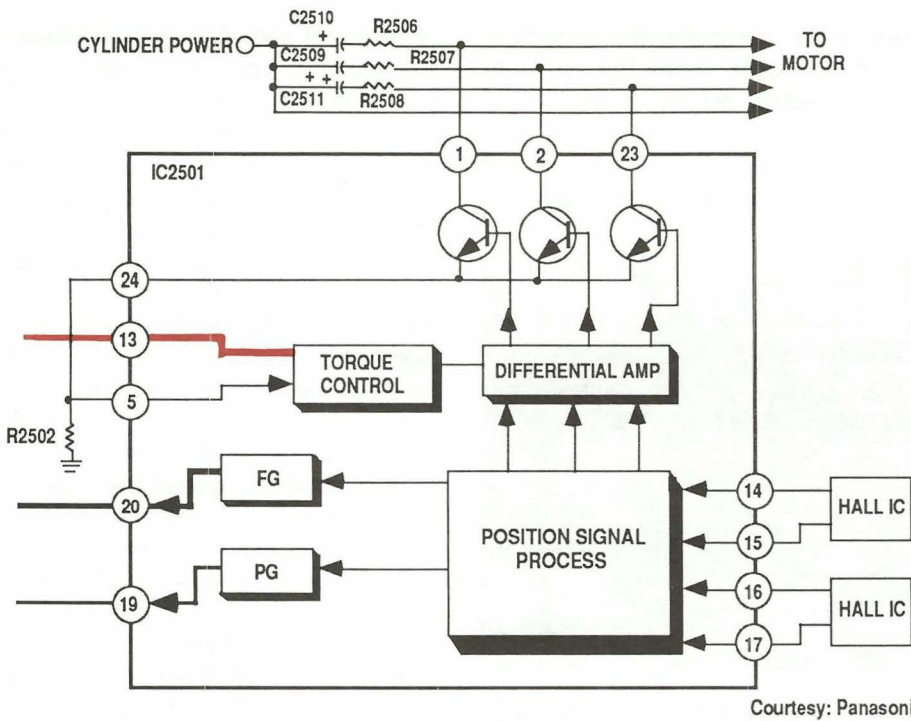 C2510
+
R2506
CYLINDER POWER
TO
MOTOR
C2509
R2507
+ +
C2511
R2508
1
2
23
IC2501
24
13
TORQUE
CONTROL
DIFFERENTIAL AMP
5
R2502
FG
20
POSITION SIGNAL
PROCESS
14
HALL IC
15
PG
16
19
HALL IC
17
Courtesy: Panasoni